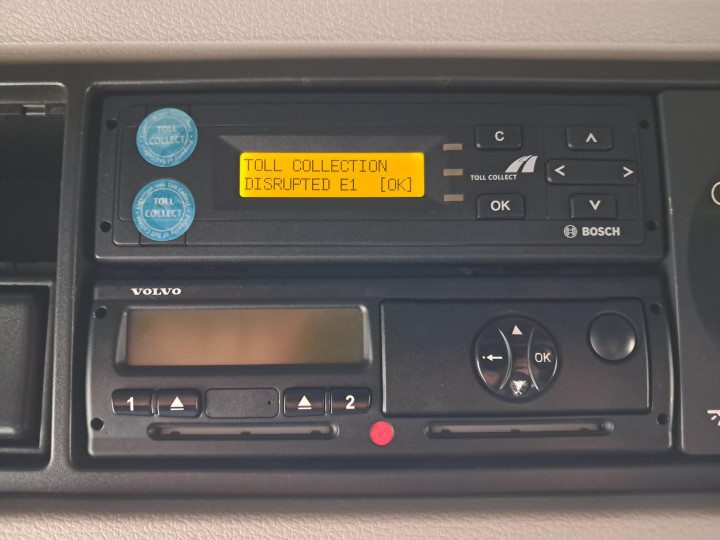 TOLL
COLLECT
TOLL COLLECTION
DISRUPTED E1 [OK]
C
TOLL COLLECT
OK
BOSCH
TOLL
COLLECT
VOLVO
1
2
OK